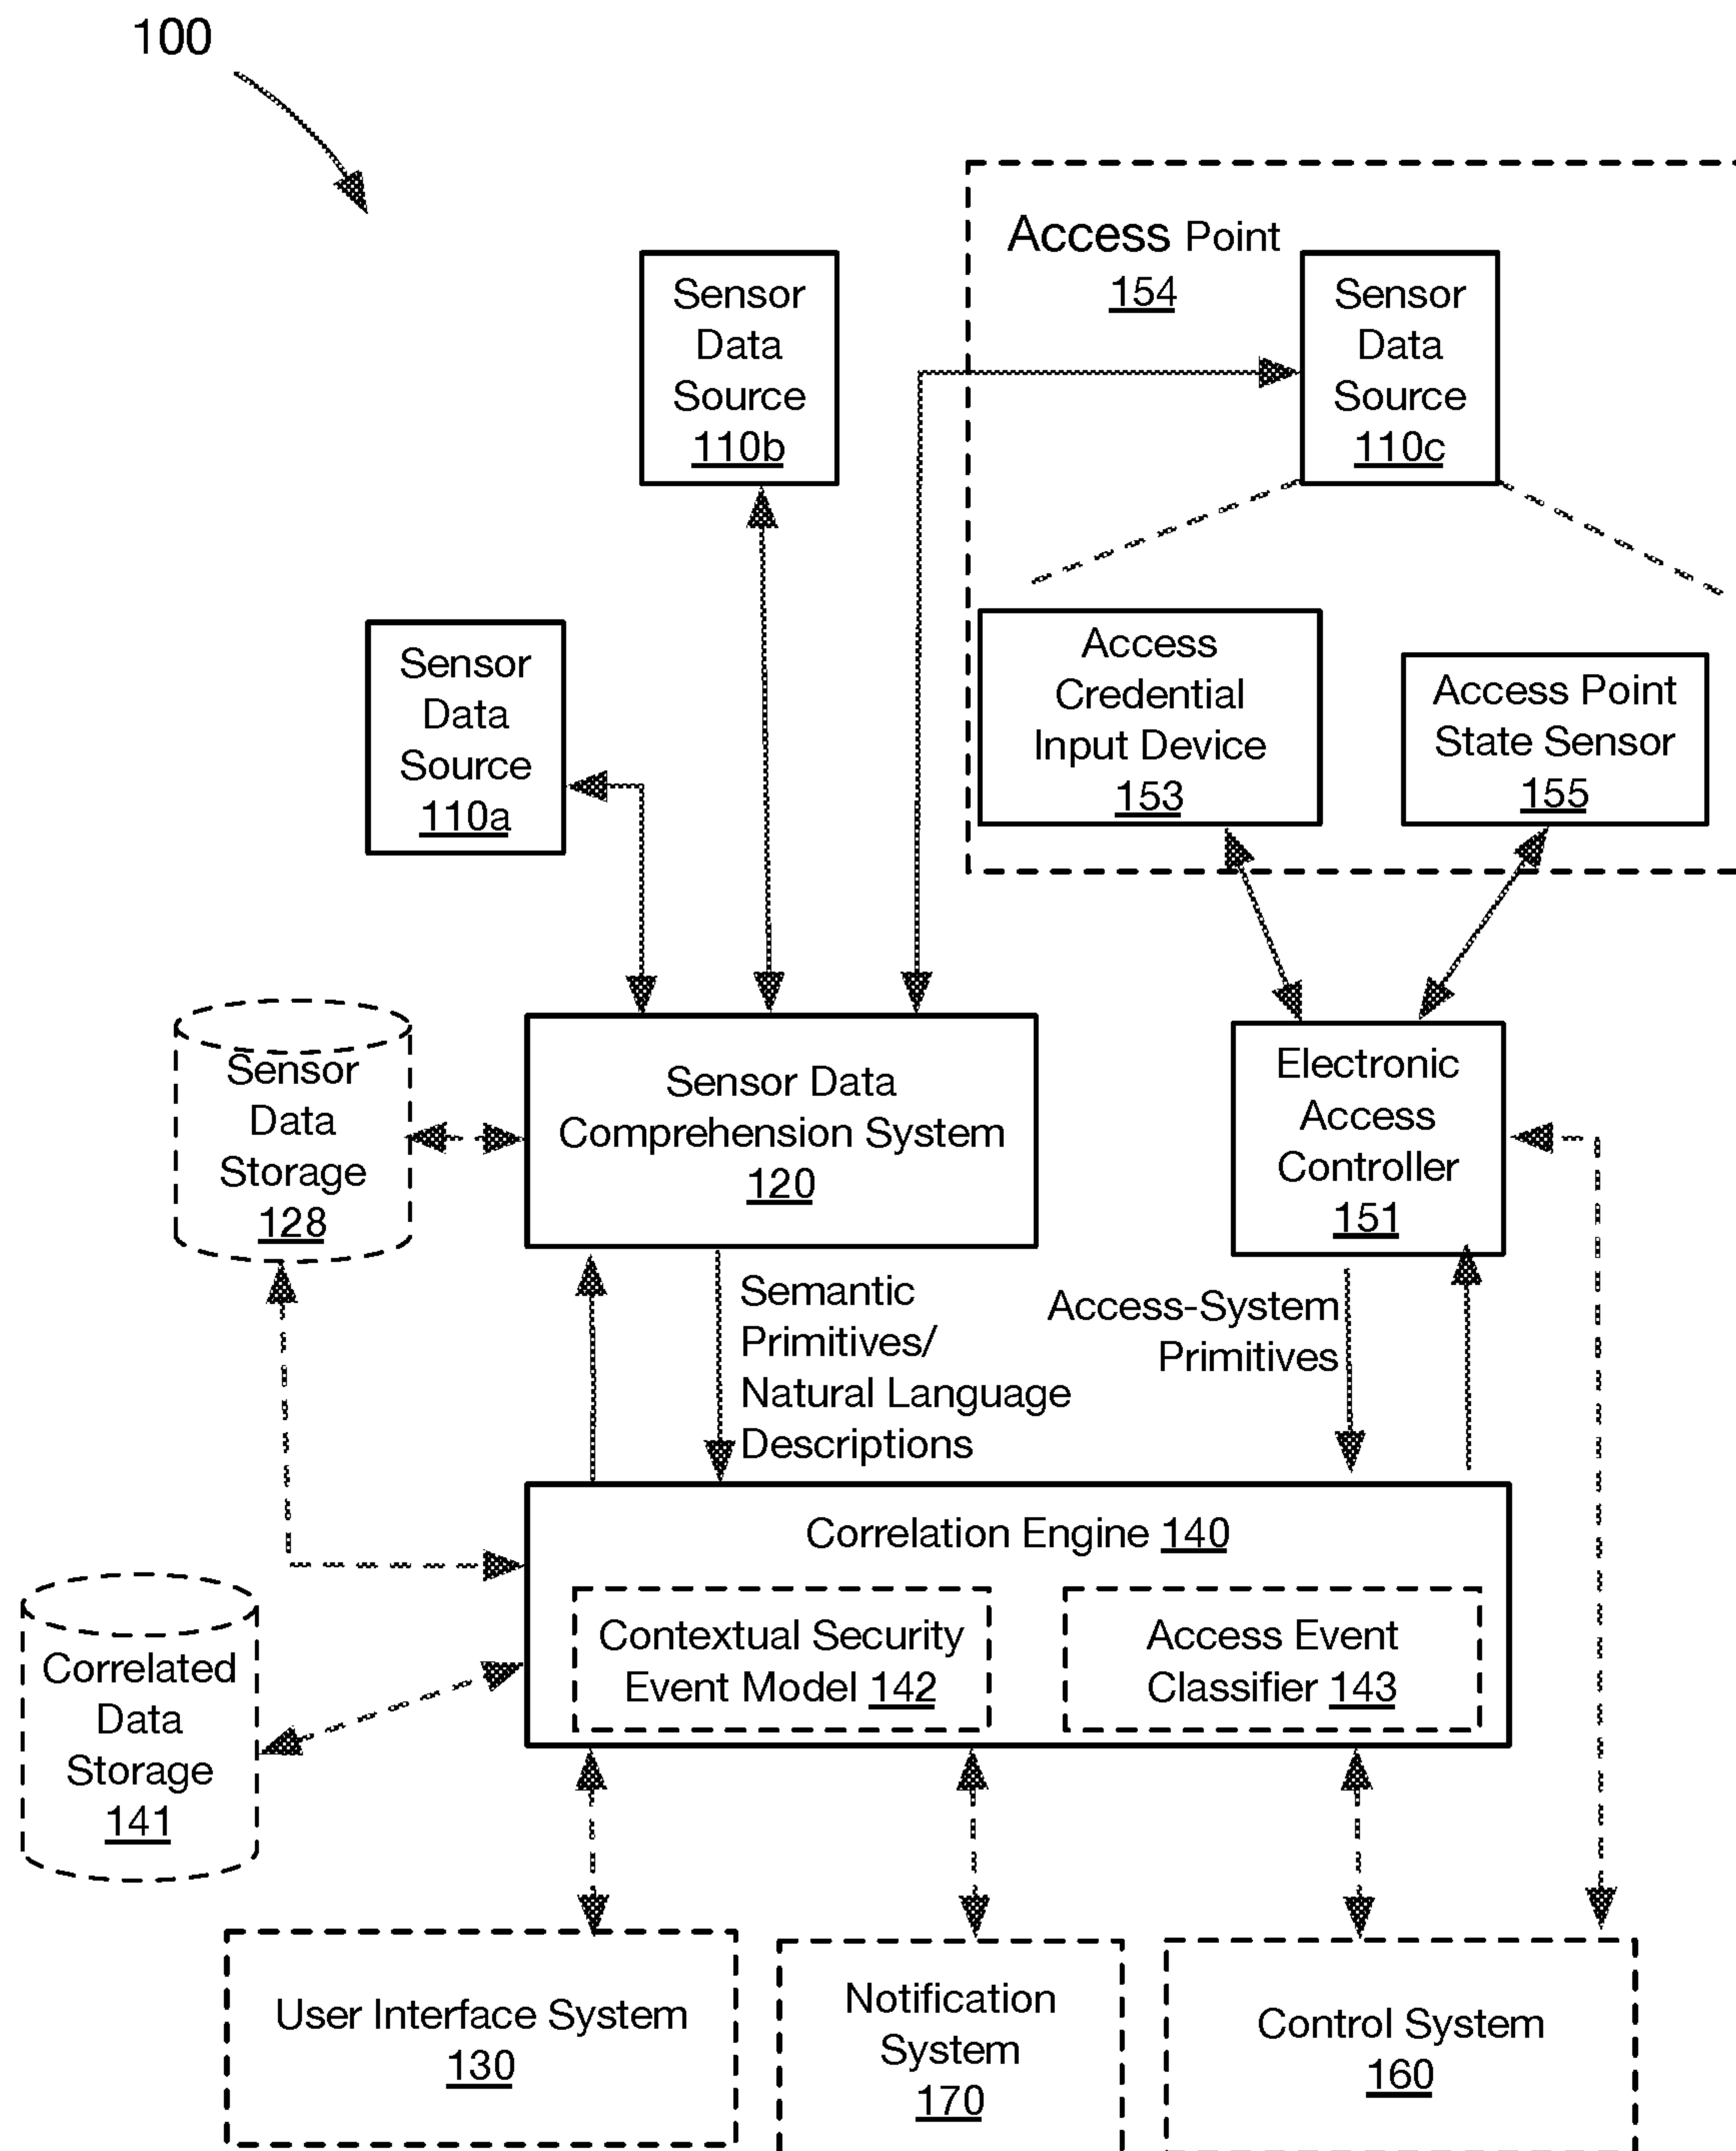 100
Access Point
154
Sensor
Data
Source
110b
Sensor
Data
Source
110c
Sensor
Data
Source
110a
Access
Credential
Input Device
153
Access Point
State Sensor
155
Sensor
Data
Storage
128
Sensor Data
Comprehension System
120
Electronic
Access
Controller
151
Semantic
Primitives/
Natural Language
Descriptions
Access-System
Primitives
Correlation Engine 140
Contextual Security
Event Model 142
Access Event
Classifier 143
Correlated
Data
Storage
141
User Interface System
130
Notification
System
170
Control System
160